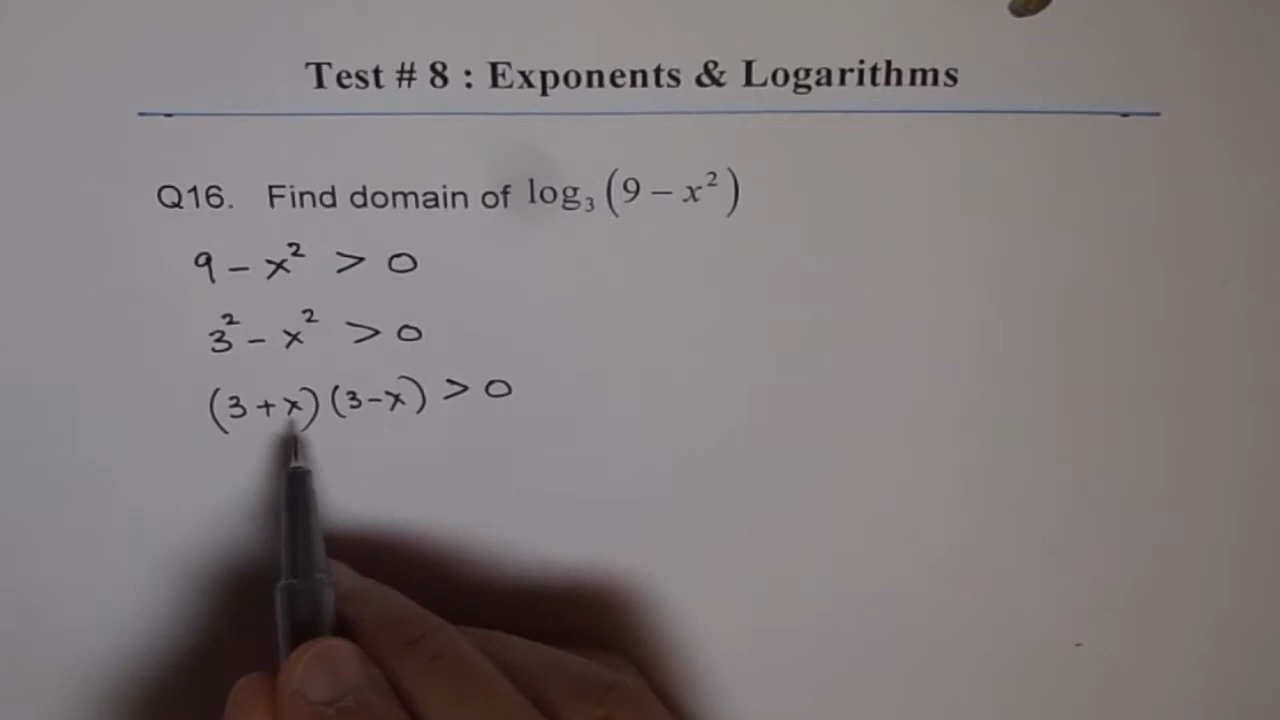 Test # 8 : Exponents & Logarithms
Q16. Find domain of log₃(9 − x²)
9 − x² > 0
3² − x² > 0
(3 + x)(3 − x) > 0